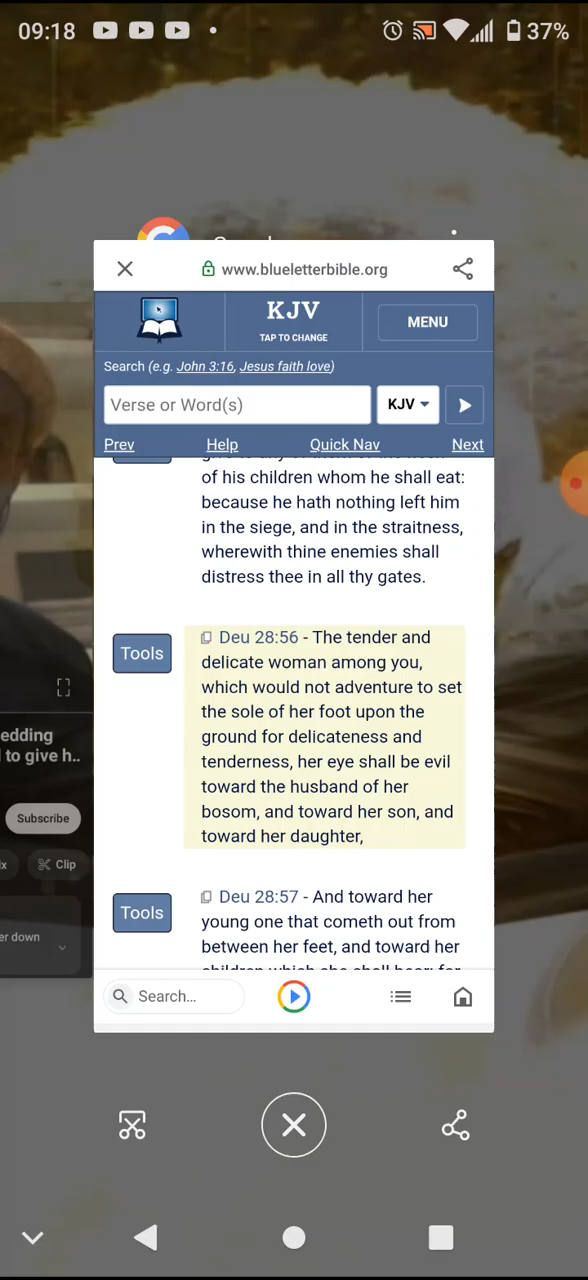 09:18
37%
www.blueletterbible.org
KJV
TAP TO CHANGE
MENU
Search (e.g. John 3:16, Jesus faith love)
Verse or Word(s)
KJV
Prev
Help
Quick Nav
Next
of his children whom he shall eat:
because he hath nothing left him
in the siege, and in the straitness,
wherewith thine enemies shall
distress thee in all thy gates.
Tools
Deu 28:56 - The tender and
delicate woman among you,
which would not adventure to set
the sole of her foot upon the
ground for delicateness and
tenderness, her eye shall be evil
toward the husband of her
bosom, and toward her son, and
toward her daughter,
Tools
Deu 28:57 - And toward her
young one that cometh out from
between her feet, and toward her
children which she shall bear: for
Search...
edding
to give h..
Subscribe
Clip
er down